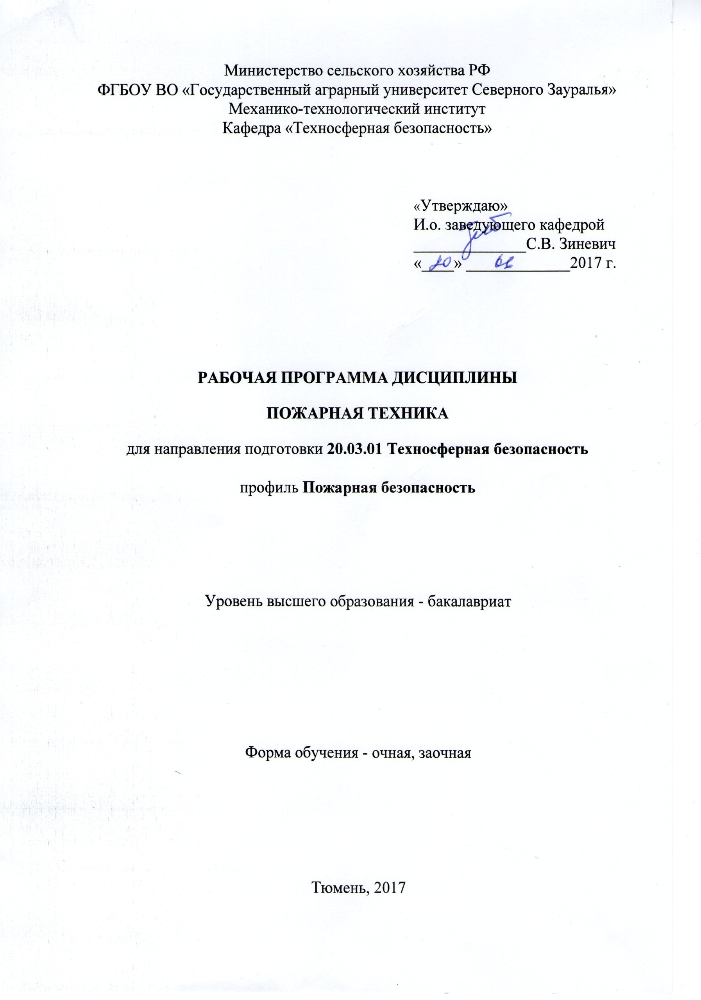 Министерство сельского хозяйства РФ
ФГБОУ ВО «Государственный аграрный университет Северного Зауралья»
Механико-технологический институт
Кафедра «Техносферная безопасность»
«Утверждаю»
И.о. заведующего кафедрой
_______________С.В. Зиневич
«20» ______________2017 г.
РАБОЧАЯ ПРОГРАММА ДИСЦИПЛИНЫ
ПОЖАРНАЯ ТЕХНИКА
для направления подготовки 20.03.01 Техносферная безопасность
профиль Пожарная безопасность
Уровень высшего образования - бакалавриат
Форма обучения - очная, заочная
Тюмень, 2017